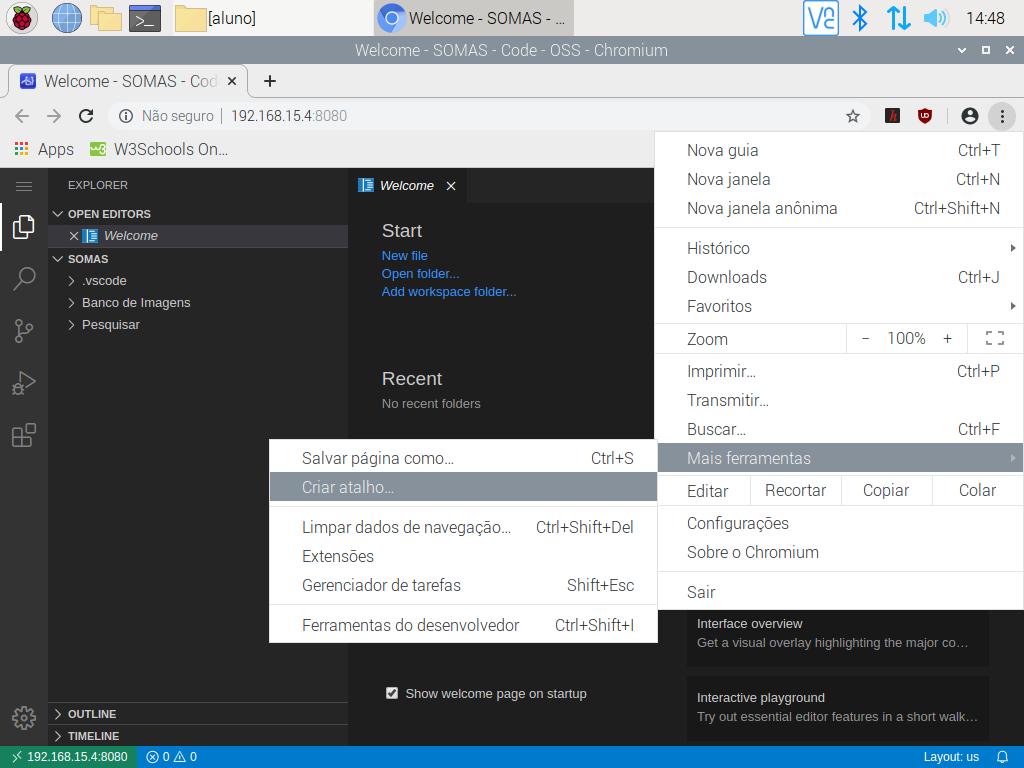 [aluno]
Welcome - SOMAS - ...
14:48
Welcome - SOMAS - Code - OSS - Chromium
Welcome - SOMAS - Cod
Não seguro
192.168.15.4:8080
Apps
W3Schools On...
Nova guia Ctrl+T
Nova janela Ctrl+N
Nova janela anônima Ctrl+Shift+N
Histórico
Downloads Ctrl+J
Favoritos
Zoom - 100% +
Imprimir... Ctrl+P
Transmitir...
Buscar... Ctrl+F
Mais ferramentas
Editar Recortar Copiar Colar
Configurações
Sobre o Chromium
Sair
Salvar página como... Ctrl+S
Criar atalho...
Limpar dados de navegação... Ctrl+Shift+Del
Extensões
Gerenciador de tarefas Shift+Esc
Ferramentas do desenvolvedor Ctrl+Shift+I
EXPLORER
OPEN EDITORS
Welcome
SOMAS
.vscode
Banco de Imagens
Pesquisar
OUTLINE
TIMELINE
Welcome
Start
New file
Open folder...
Add workspace folder...
Recent
No recent folders
Show welcome page on startup
Interface overview
Get a visual overlay highlighting the major co...
Interactive playground
Try out essential editor features in a short walk...
192.168.15.4:8080
0
0
Layout: us